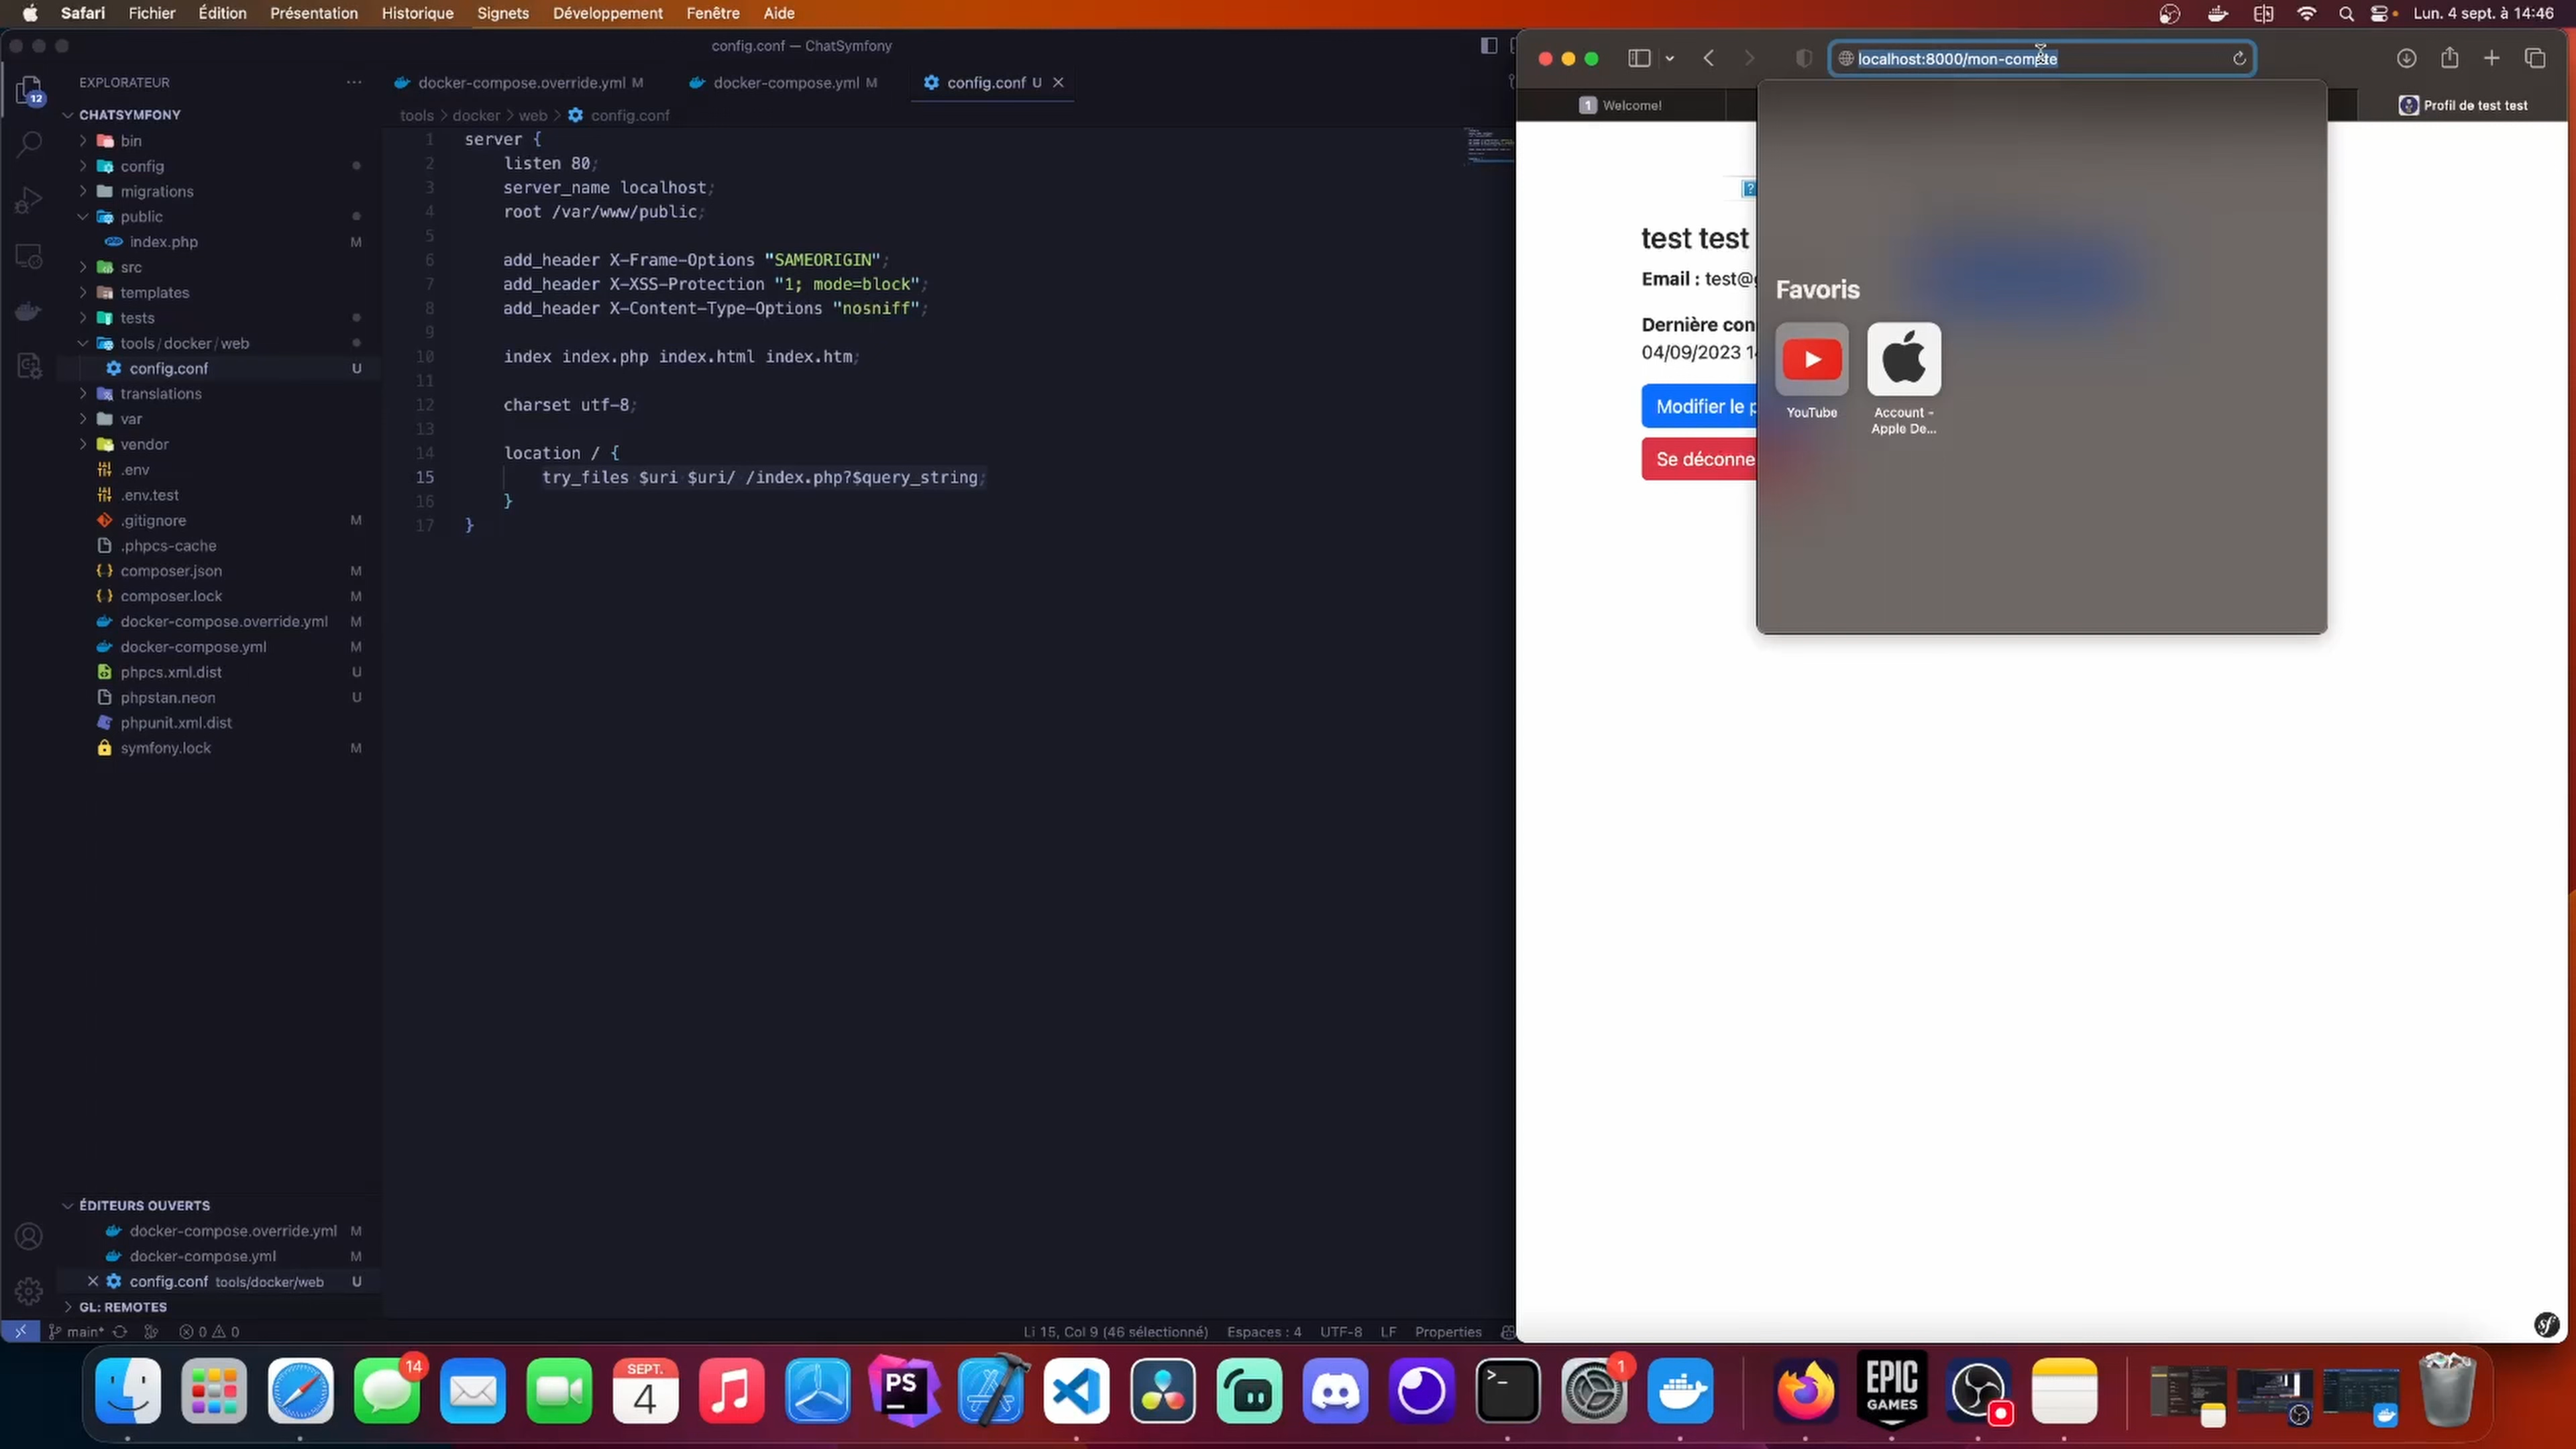 Safari Fichier Édition Présentation Historique Signets Développement Fenêtre Aide
Lun. 4 sept. à 14:46
config.conf — ChatSymfony
EXPLORATEUR
12
CHATSYMFONY
bin
config
migrations
public
index.php M
src
templates
tests
tools/docker/web
config.conf U
translations
var
vendor
.env
.env.test
.gitignore M
.phpcs-cache
composer.json M
composer.lock M
docker-compose.override.yml M
docker-compose.yml M
phpcs.xml.dist U
phpstan.neon U
phpunit.xml.dist
symfony.lock M
ÉDITEURS OUVERTS
docker-compose.override.yml M
docker-compose.yml M
config.conf tools/docker/web U
GL: REMOTES
docker-compose.override.yml M docker-compose.yml M config.conf U
tools > docker > web > config.conf
1 server {
2 listen 80;
3 server_name localhost;
4 root /var/www/public;
5
6 add_header X-Frame-Options "SAMEORIGIN";
7 add_header X-XSS-Protection "1; mode=block";
8 add_header X-Content-Type-Options "nosniff";
9
10 index index.php index.html index.htm;
11
12 charset utf-8;
13
14 location / {
15 try_files $uri $uri/ /index.php?$query_string;
16 }
17 }
main* 0 0 Li 15, Col 9 (46 sélectionné) Espaces : 4 UTF-8 LF Properties
localhost:8000/mon-compte
1 Welcome!
Profil de test test
test test
Email : test@
Dernière con
04/09/2023 1
Modifier le p
Se déconne
Favoris
YouTube
Account -
Apple De...
sf
14
SEPT.
4
PS
>_
1
EPIC
GAMES